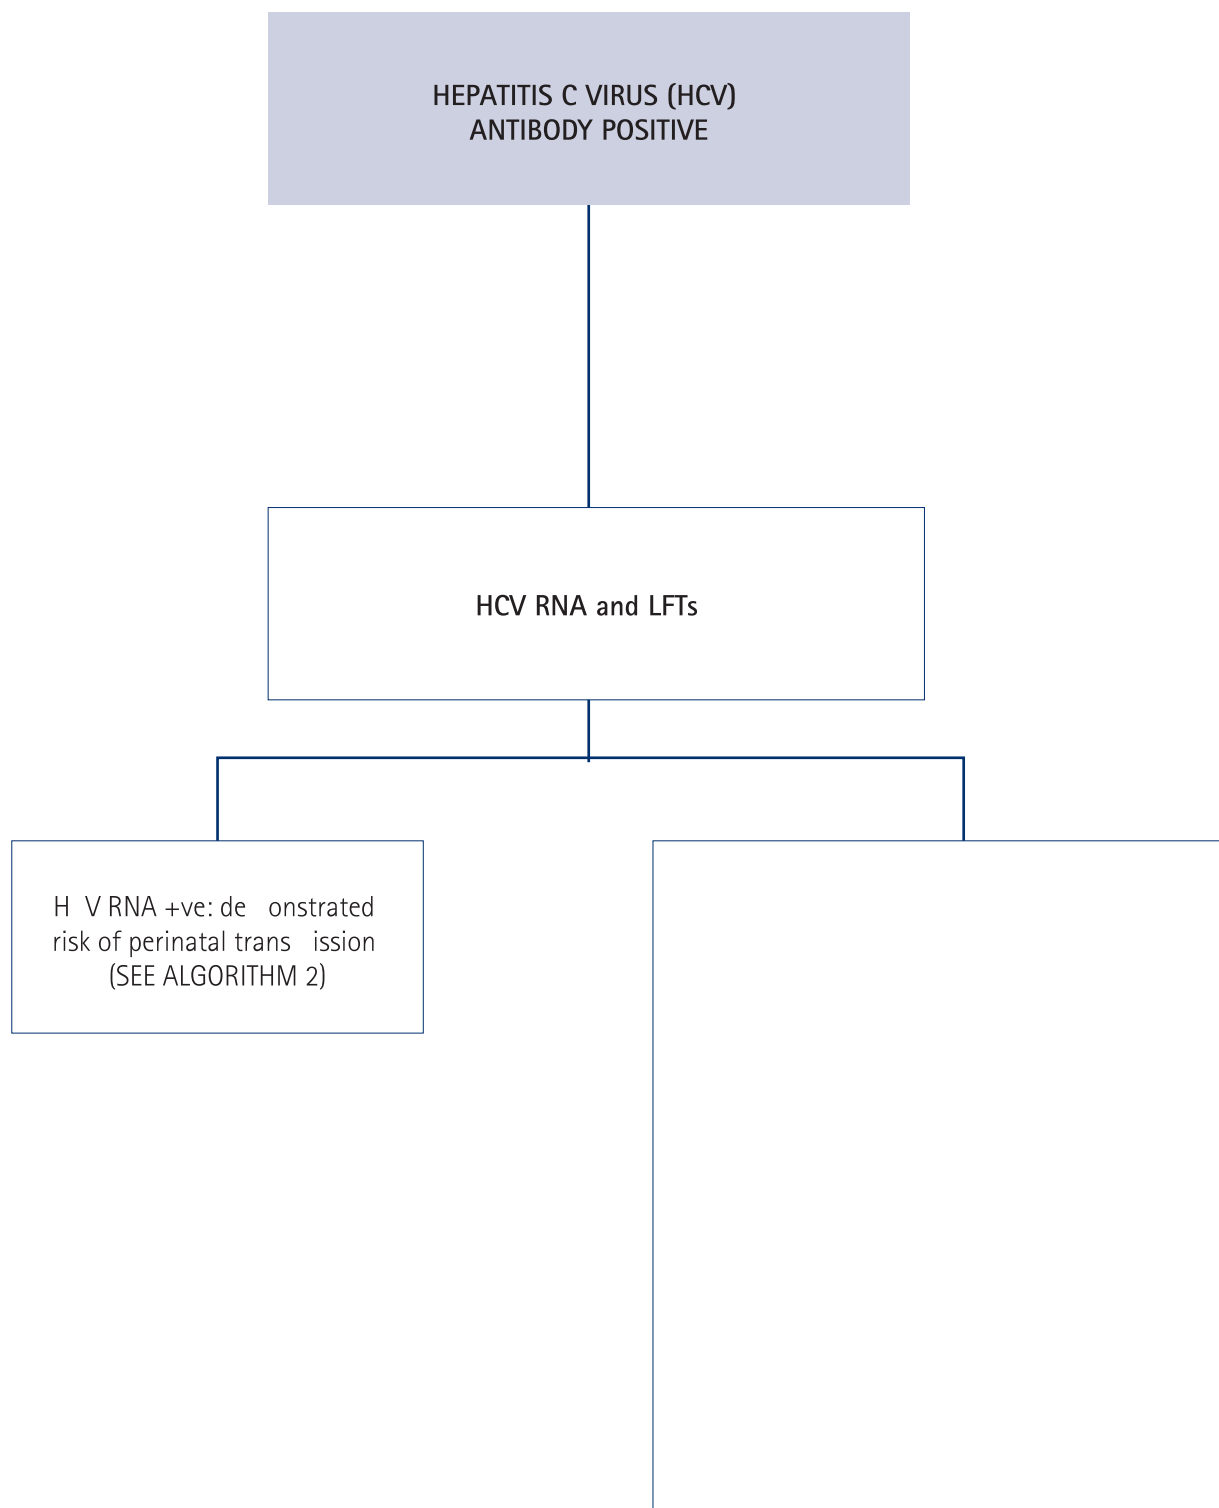 HEPATITIS C VIRUS (HCV)
ANTIBODY POSITIVE
HCV RNA and LFTs
H V RNA +ve: de onstrated
risk of perinatal trans ission
(SEE ALGORITHM 2)